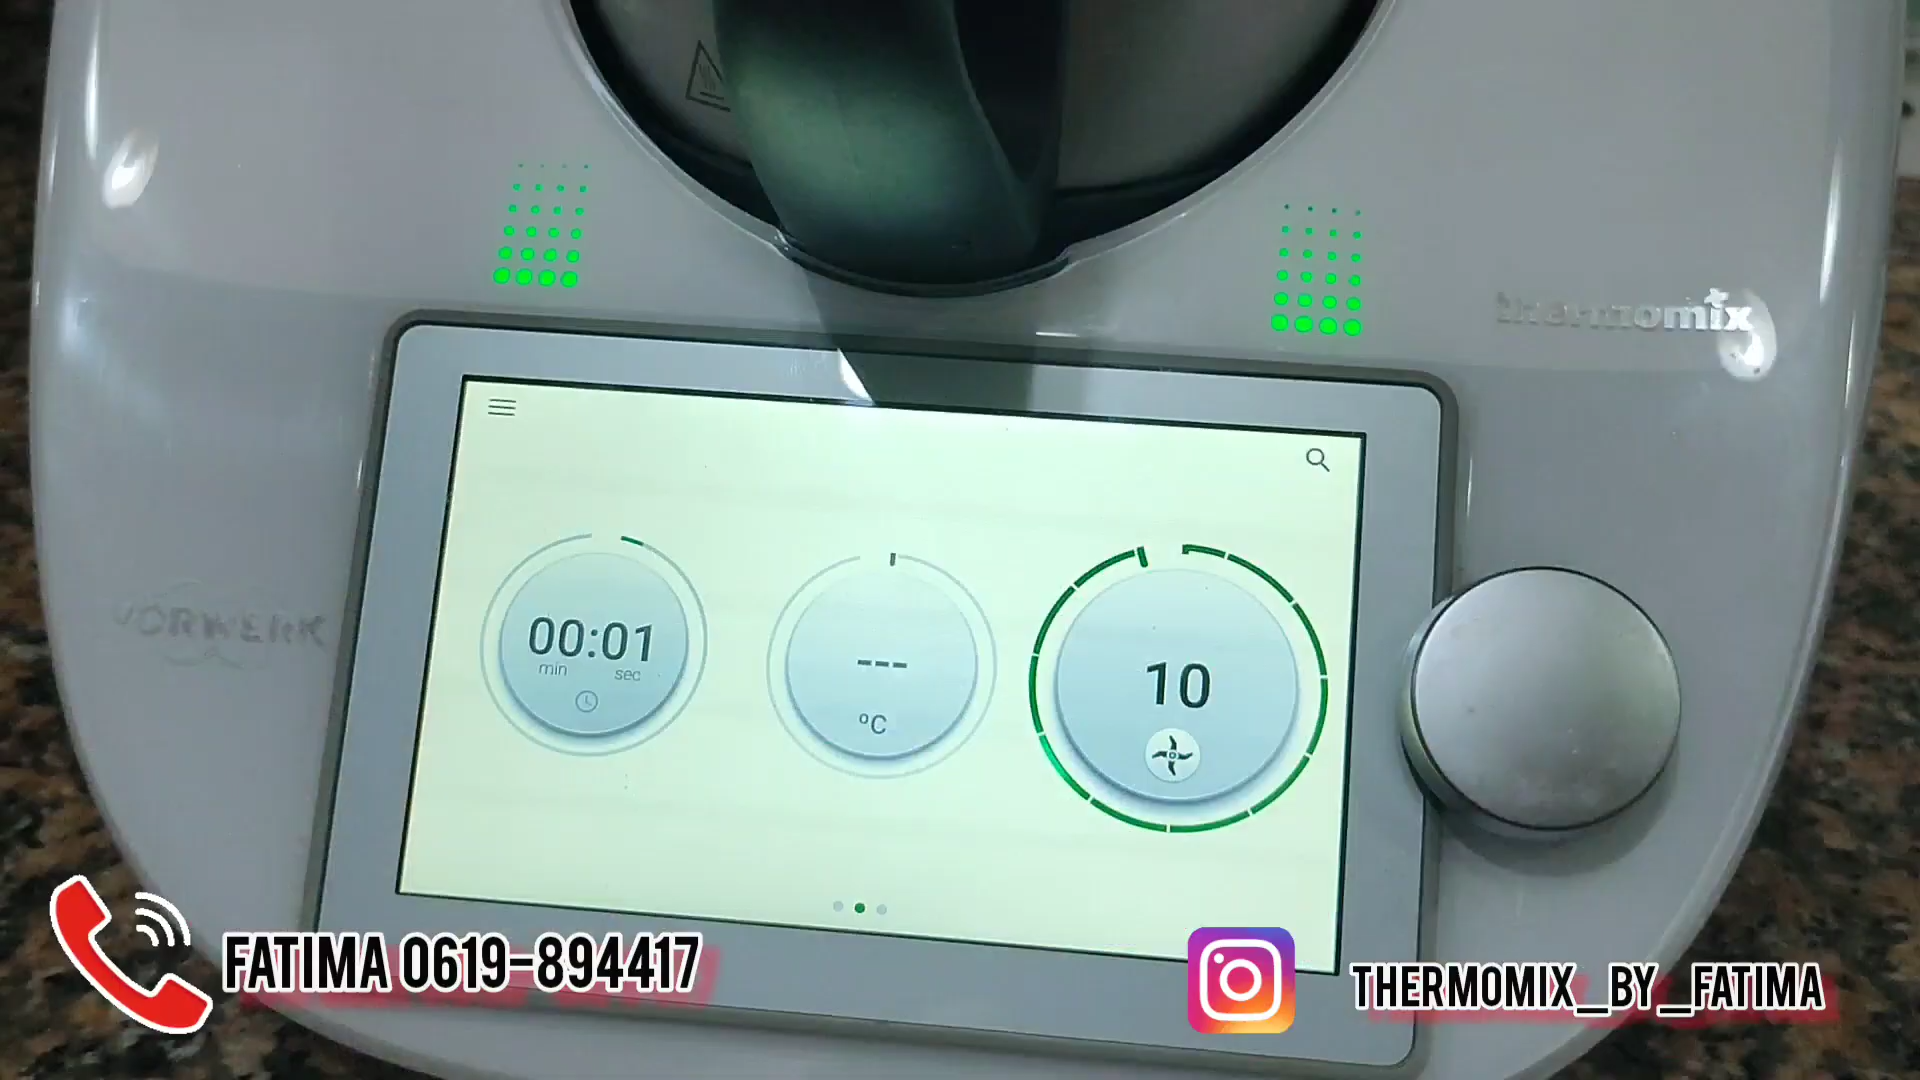 thermomix
VORWERK
00:01
min sec
---
°C
10
FATIMA 0619-894417
THERMOMIX_BY_FATIMA